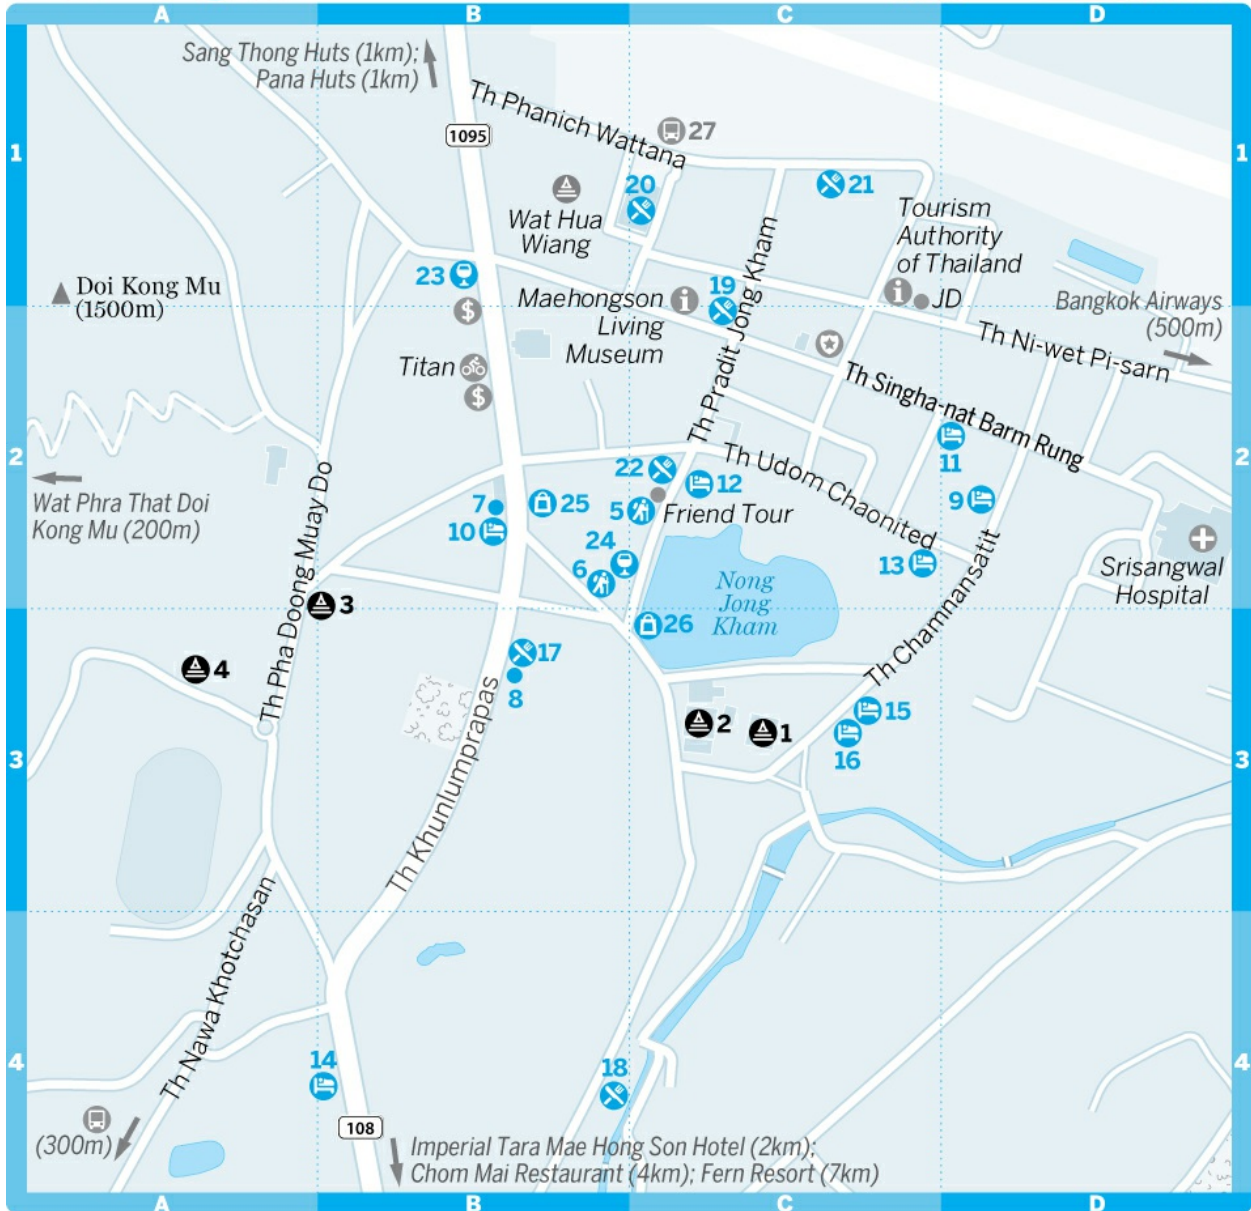 A
B
C
D
Sang Thong Huts (1km);
Pana Huts (1km)
Th Phanich Wattana
27
1095
1
1
20
21
Wat Hua
Wiang
Tourism
Authority
of Thailand
23
Doi Kong Mu
(1500m)
Maehongson
Living
Museum
19
Th Pradit Jong Kham
JD
Bangkok Airways
(500m)
$
Th Ni-wet Pi-sarn
Titan
$
Th Singha-nat Barm Rung
2
2
22
12
Th Udom Chaonited
11
9
Wat Phra That Doi
Kong Mu (200m)
7
25
5
Friend Tour
10
24
6
13
Nong
Jong
Kham
Srisangwal
Hospital
Th Pha Doong Muay Do
3
26
Th Chamnansatit
4
17
8
2
1
15
16
3
3
Th Khunlumprapas
Th Nawa Khotchasan
4
4
14
18
(300m)
108
Imperial Tara Mae Hong Son Hotel (2km);
Chom Mai Restaurant (4km); Fern Resort (7km)
A
B
C
D